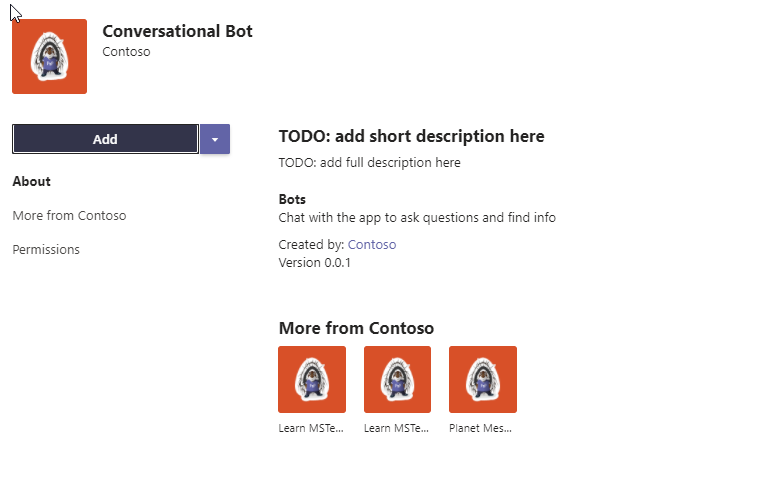 Conversational Bot
Contoso
Add
TODO: add short description here
TODO: add full description here
About
Bots
Chat with the app to ask questions and find info
More from Contoso
Created by: Contoso
Permissions
Version 0.0.1
More from Contoso
Learn MSTe... Learn MSTe... Planet Mes...